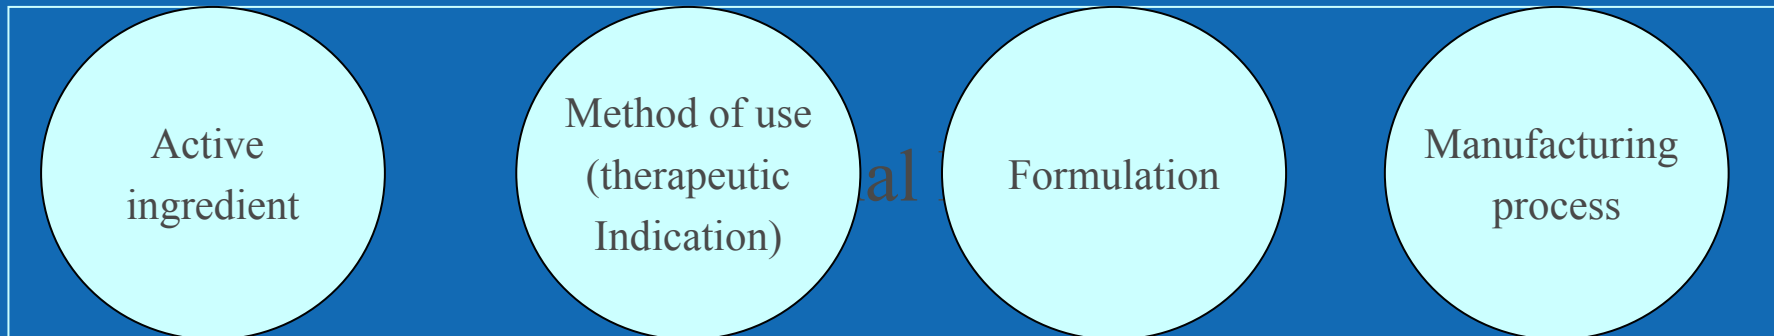 Active
ingredient
Method of use
(therapeutic
Indication)
al
Formulation
Manufacturing
process